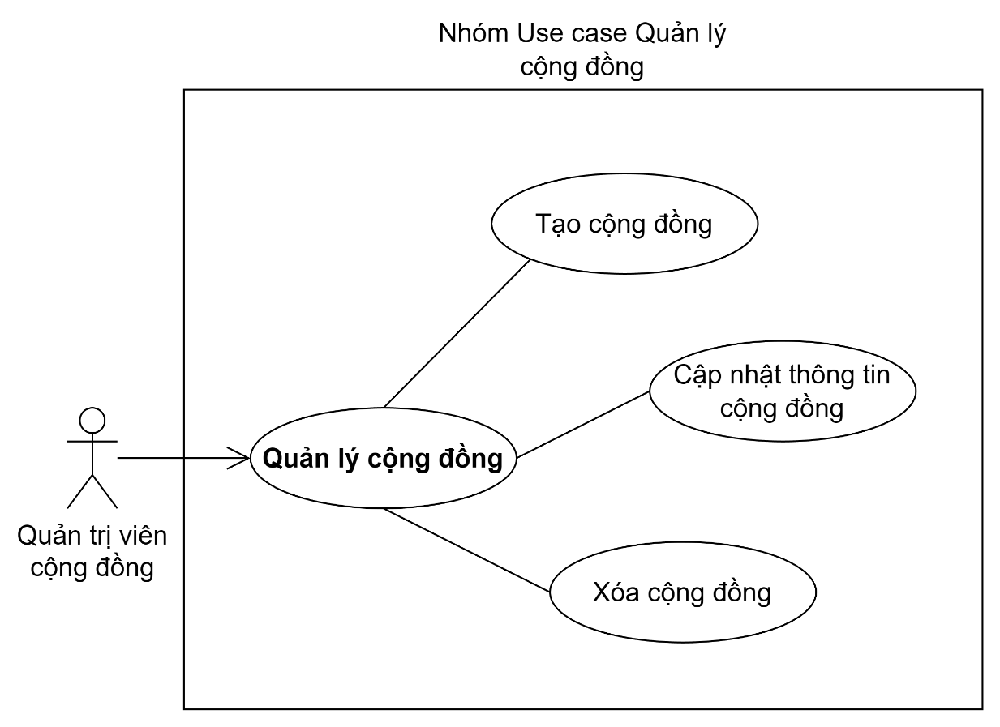 Nhóm Use case Quản lý
cộng đồng
Tạo cộng đồng
Cập nhật thông tin
cộng đồng
Quản lý cộng đồng
Quản trị viên
cộng đồng
Xóa cộng đồng